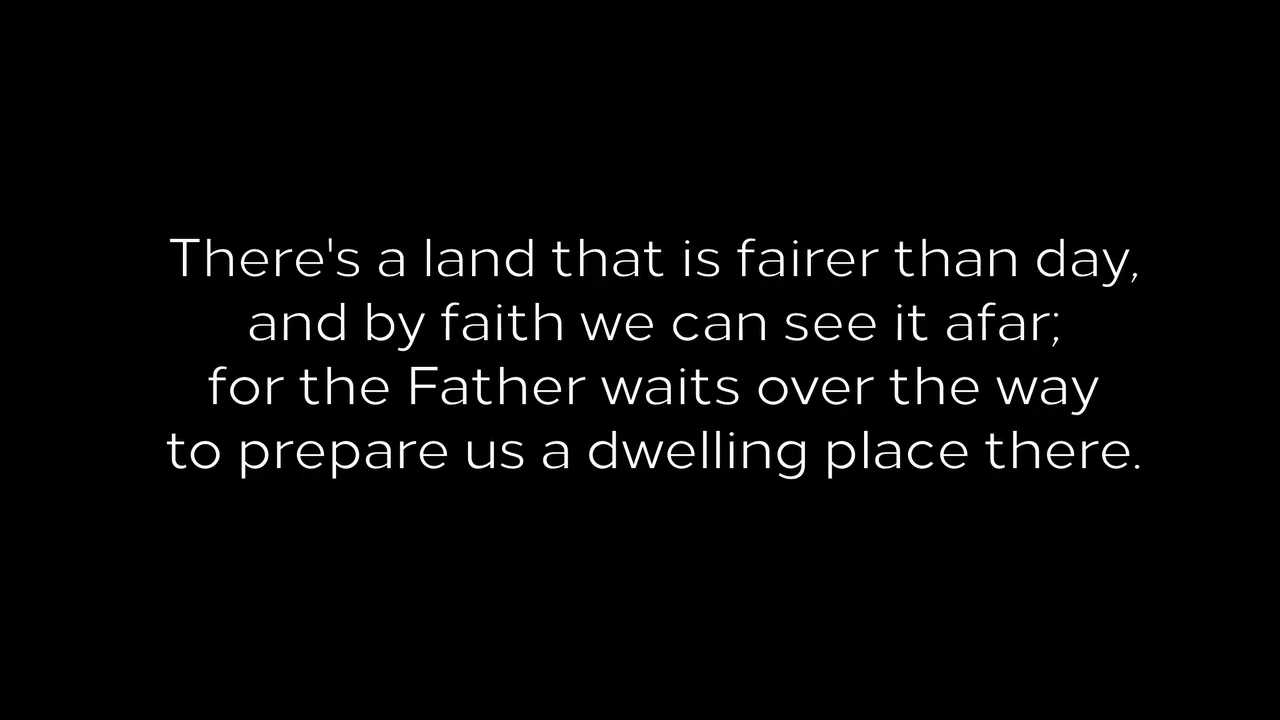 There's a land that is fairer than day,
and by faith we can see it afar;
for the Father waits over the way
to prepare us a dwelling place there.